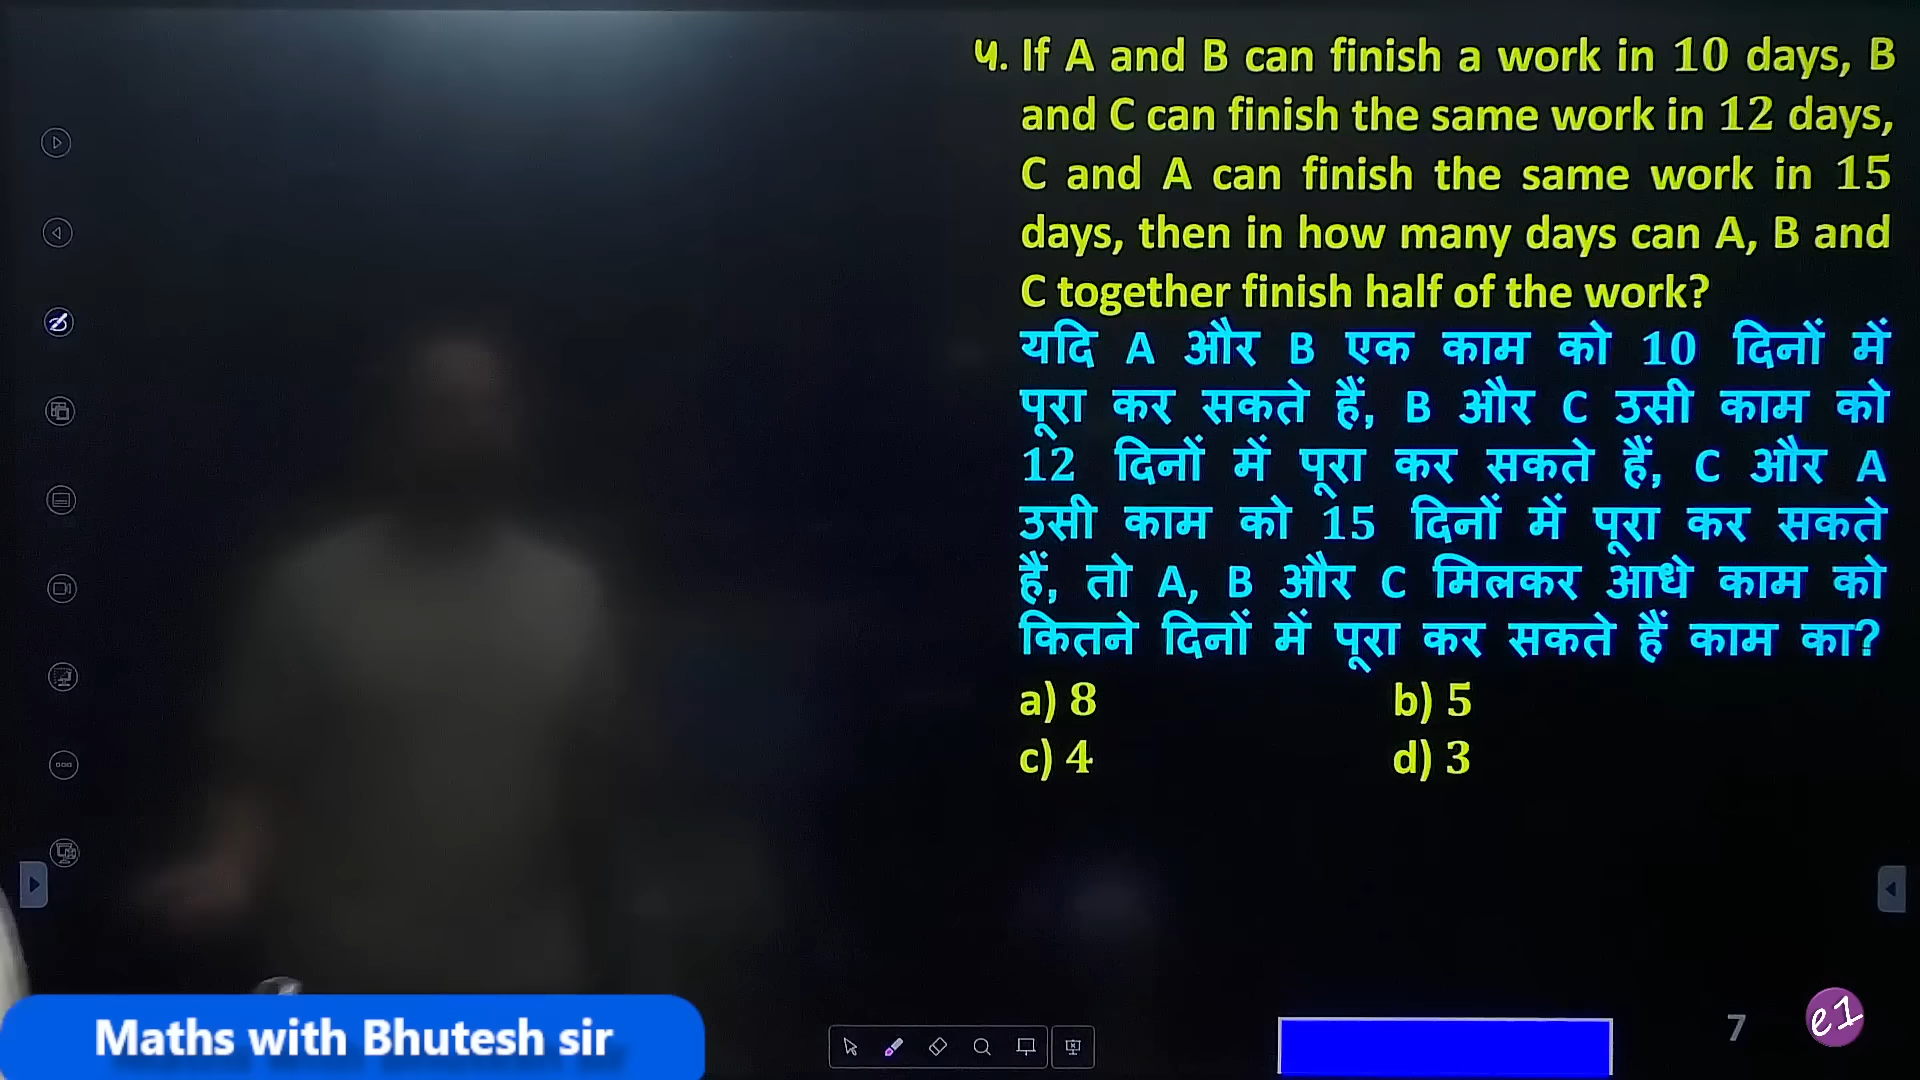 4. If A and B can finish a work in 10 days, B
and C can finish the same work in 12 days,
C and A can finish the same work in 15
days, then in how many days can A, B and
C together finish half of the work?
यदि A और B एक काम को 10 दिनों में
पूरा कर सकते हैं, B और C उसी काम को
12 दिनों में पूरा कर सकते हैं, C और A
उसी काम को 15 दिनों में पूरा कर सकते
हैं, तो A, B और C मिलकर आधे काम को
कितने दिनों में पूरा कर सकते हैं काम का?
a) 8 b) 5
c) 4 d) 3
Maths with Bhutesh sir
7
e1